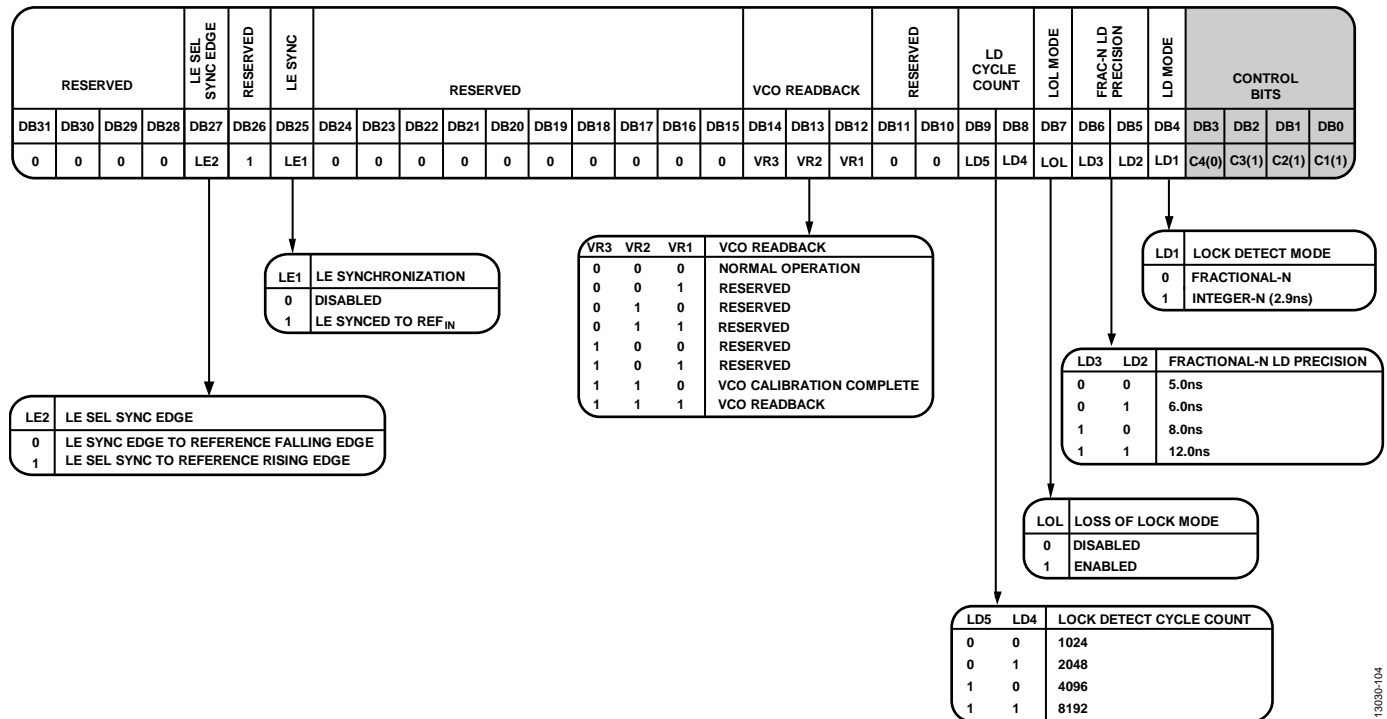 RESERVED
LE SEL
SYNC EDGE
RESERVED
LE SYNC
RESERVED
VCO READBACK
RESERVED
LD
CYCLE
COUNT
LOL MODE
FRAC-N LD
PRECISION
LD MODE
CONTROL
BITS
DB31 DB30 DB29 DB28 DB27 DB26 DB25 DB24 DB23 DB22 DB21 DB20 DB19 DB18 DB17 DB16 DB15 DB14 DB13 DB12 DB11 DB10 DB9 DB8 DB7 DB6 DB5 DB4 DB3 DB2 DB1 DB0
0 0 0 0 LE2 1 LE1 0 0 0 0 0 0 0 0 0 0 VR3 VR2 VR1 0 0 LD5 LD4 LOL LD3 LD2 LD1 C4(0) C3(1) C2(1) C1(1)
LE1 LE SYNCHRONIZATION
0 DISABLED
1 LE SYNCED TO REFIN
VR3 VR2 VR1 VCO READBACK
0 0 0 NORMAL OPERATION
0 0 1 RESERVED
0 1 0 RESERVED
0 1 1 RESERVED
1 0 0 RESERVED
1 0 1 RESERVED
1 1 0 VCO CALIBRATION COMPLETE
1 1 1 VCO READBACK
LD1 LOCK DETECT MODE
0 FRACTIONAL-N
1 INTEGER-N (2.9ns)
LD3 LD2 FRACTIONAL-N LD PRECISION
0 0 5.0ns
0 1 6.0ns
1 0 8.0ns
1 1 12.0ns
LE2 LE SEL SYNC EDGE
0 LE SYNC EDGE TO REFERENCE FALLING EDGE
1 LE SEL SYNC TO REFERENCE RISING EDGE
LOL LOSS OF LOCK MODE
0 DISABLED
1 ENABLED
LD5 LD4 LOCK DETECT CYCLE COUNT
0 0 1024
0 1 2048
1 0 4096
1 1 8192
13030-104